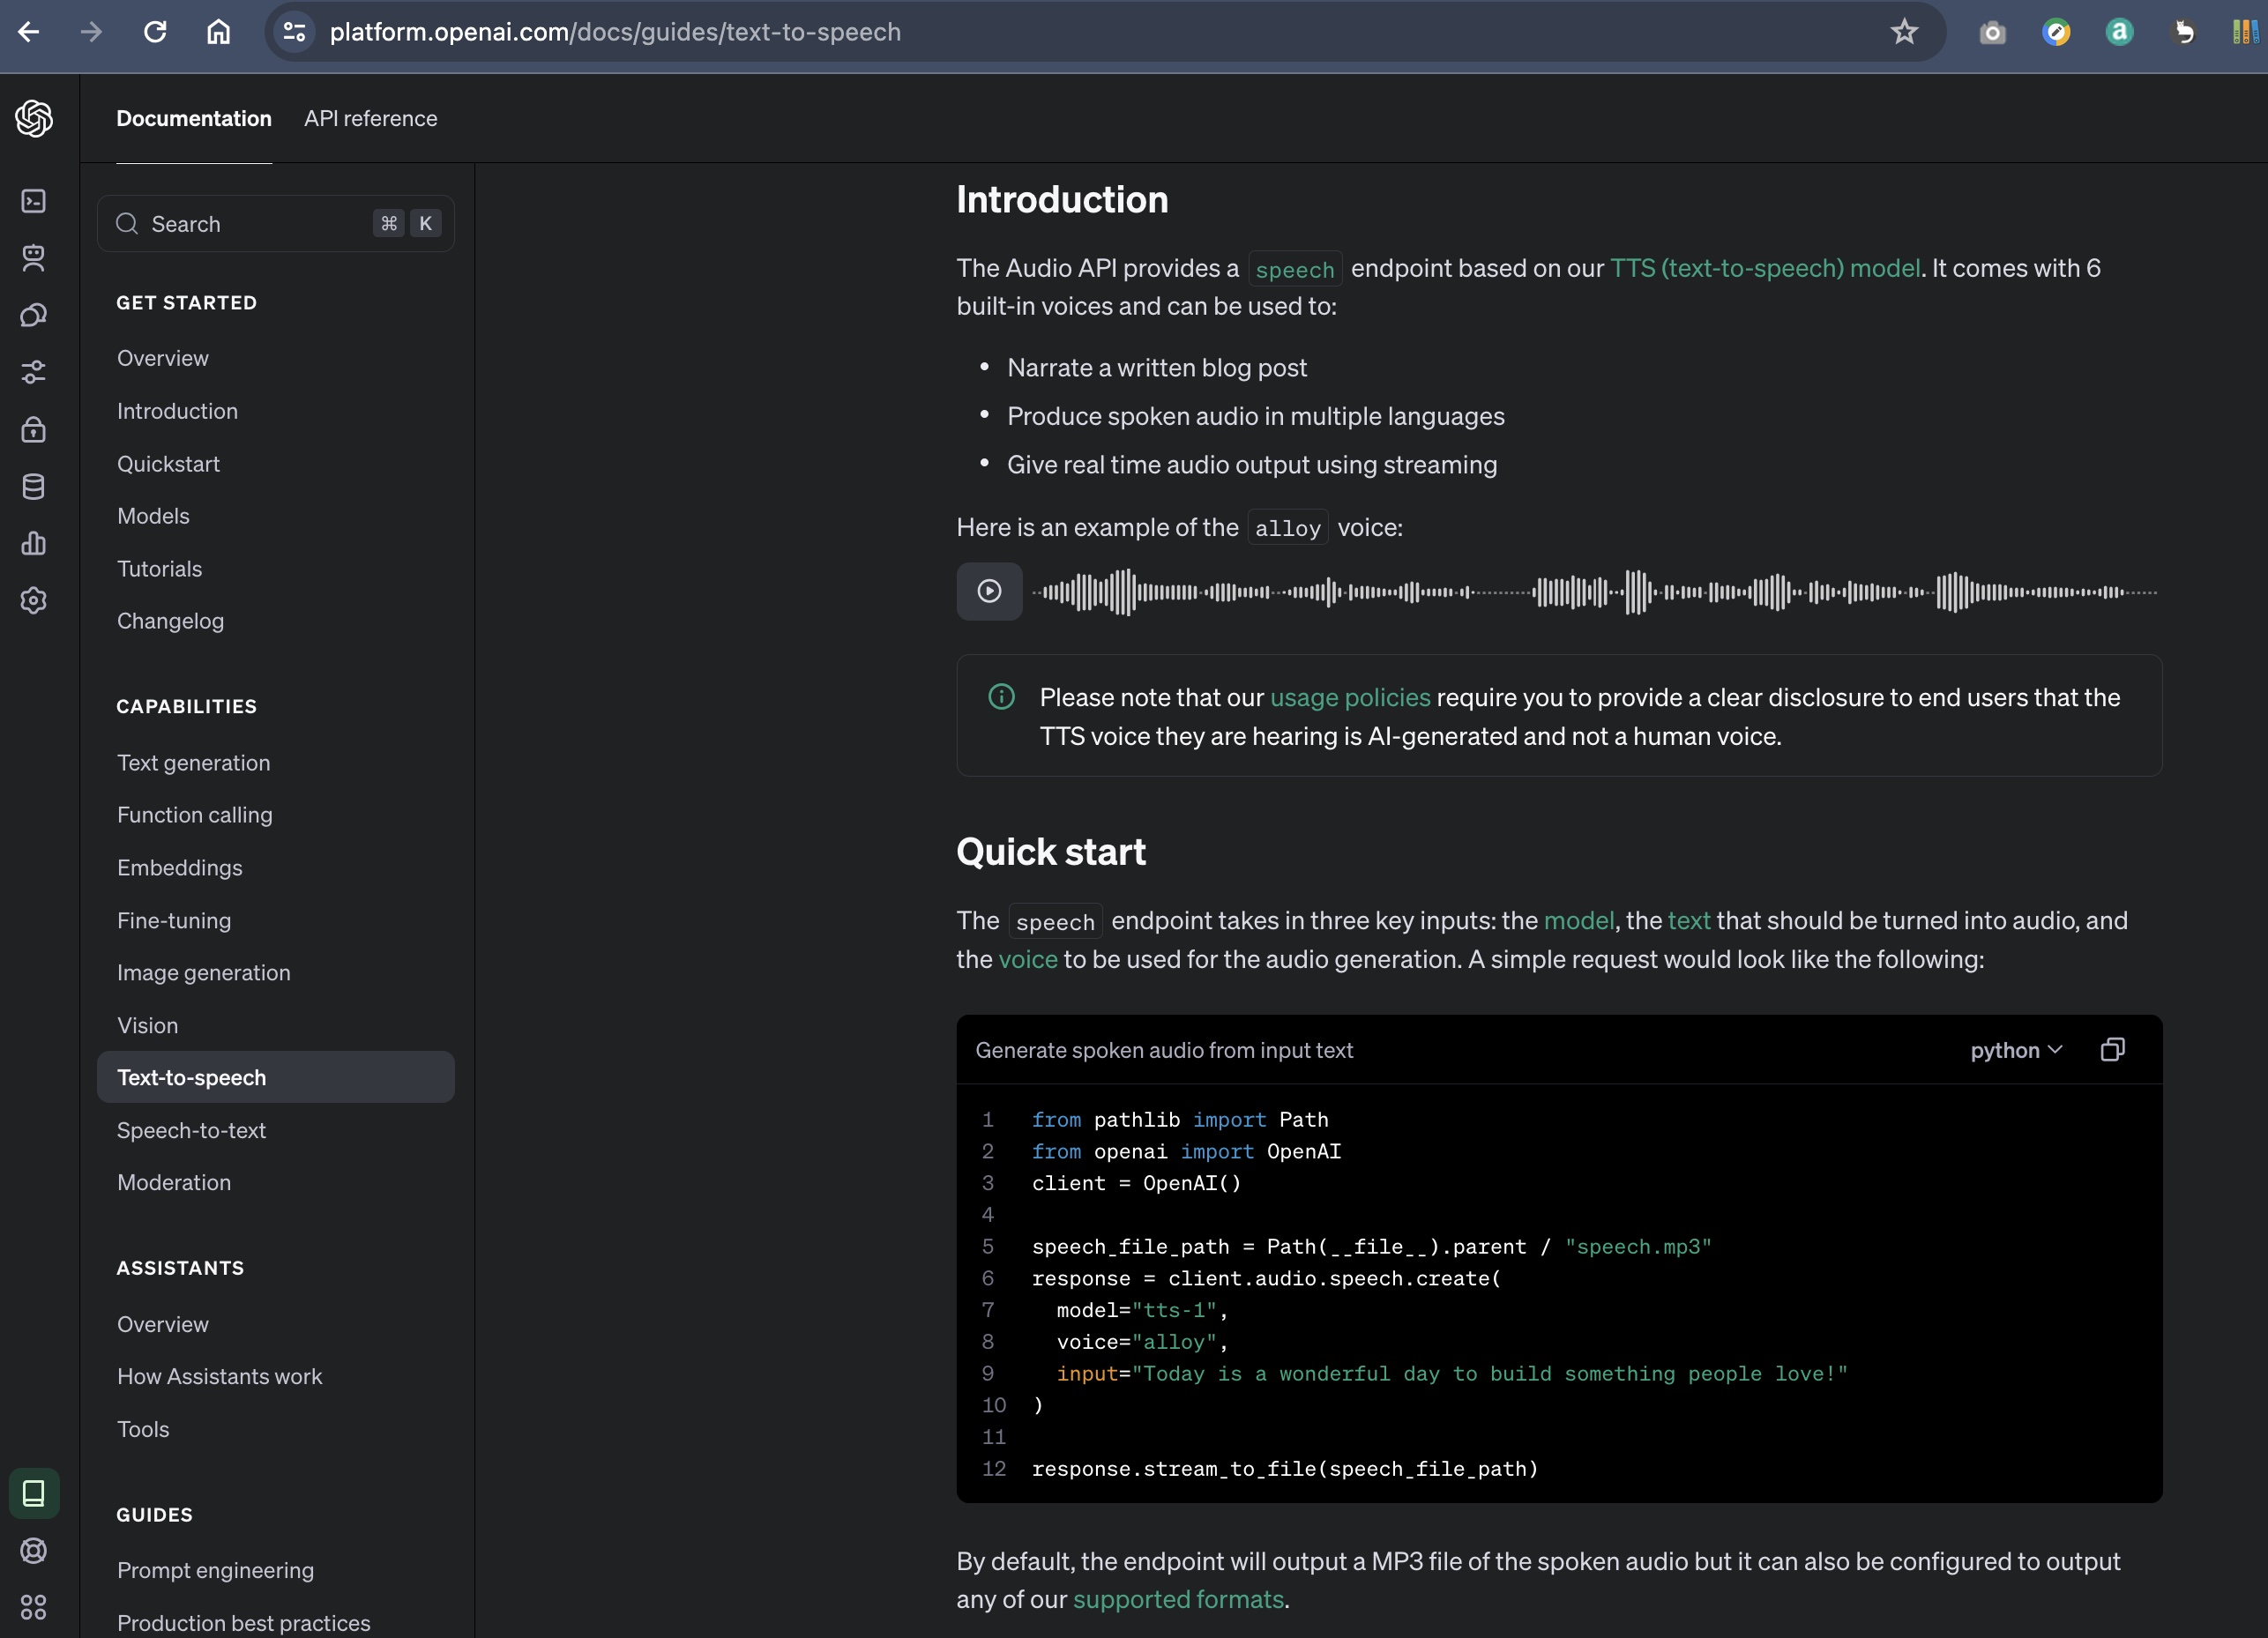 platform.openai.com/docs/guides/text-to-speech
a
Documentation
API reference
Search
⌘ K
GET STARTED
Overview
Introduction
Quickstart
Models
Tutorials
Changelog
CAPABILITIES
Text generation
Function calling
Embeddings
Fine-tuning
Image generation
Vision
Text-to-speech
Speech-to-text
Moderation
ASSISTANTS
Overview
How Assistants work
Tools
GUIDES
Prompt engineering
Production best practices
Introduction
The Audio API provides a speech endpoint based on our TTS (text-to-speech) model. It comes with 6
built-in voices and can be used to:
• Narrate a written blog post
• Produce spoken audio in multiple languages
• Give real time audio output using streaming
Here is an example of the alloy voice:
Please note that our usage policies require you to provide a clear disclosure to end users that the
TTS voice they are hearing is AI-generated and not a human voice.
Quick start
The speech endpoint takes in three key inputs: the model, the text that should be turned into audio, and
the voice to be used for the audio generation. A simple request would look like the following:
Generate spoken audio from input text
python
1 from pathlib import Path
2 from openai import OpenAI
3 client = OpenAI()
4
5 speech_file_path = Path(__file__).parent / "speech.mp3"
6 response = client.audio.speech.create(
7   model="tts-1",
8   voice="alloy",
9   input="Today is a wonderful day to build something people love!"
10 )
11
12 response.stream_to_file(speech_file_path)
By default, the endpoint will output a MP3 file of the spoken audio but it can also be configured to output
any of our supported formats.